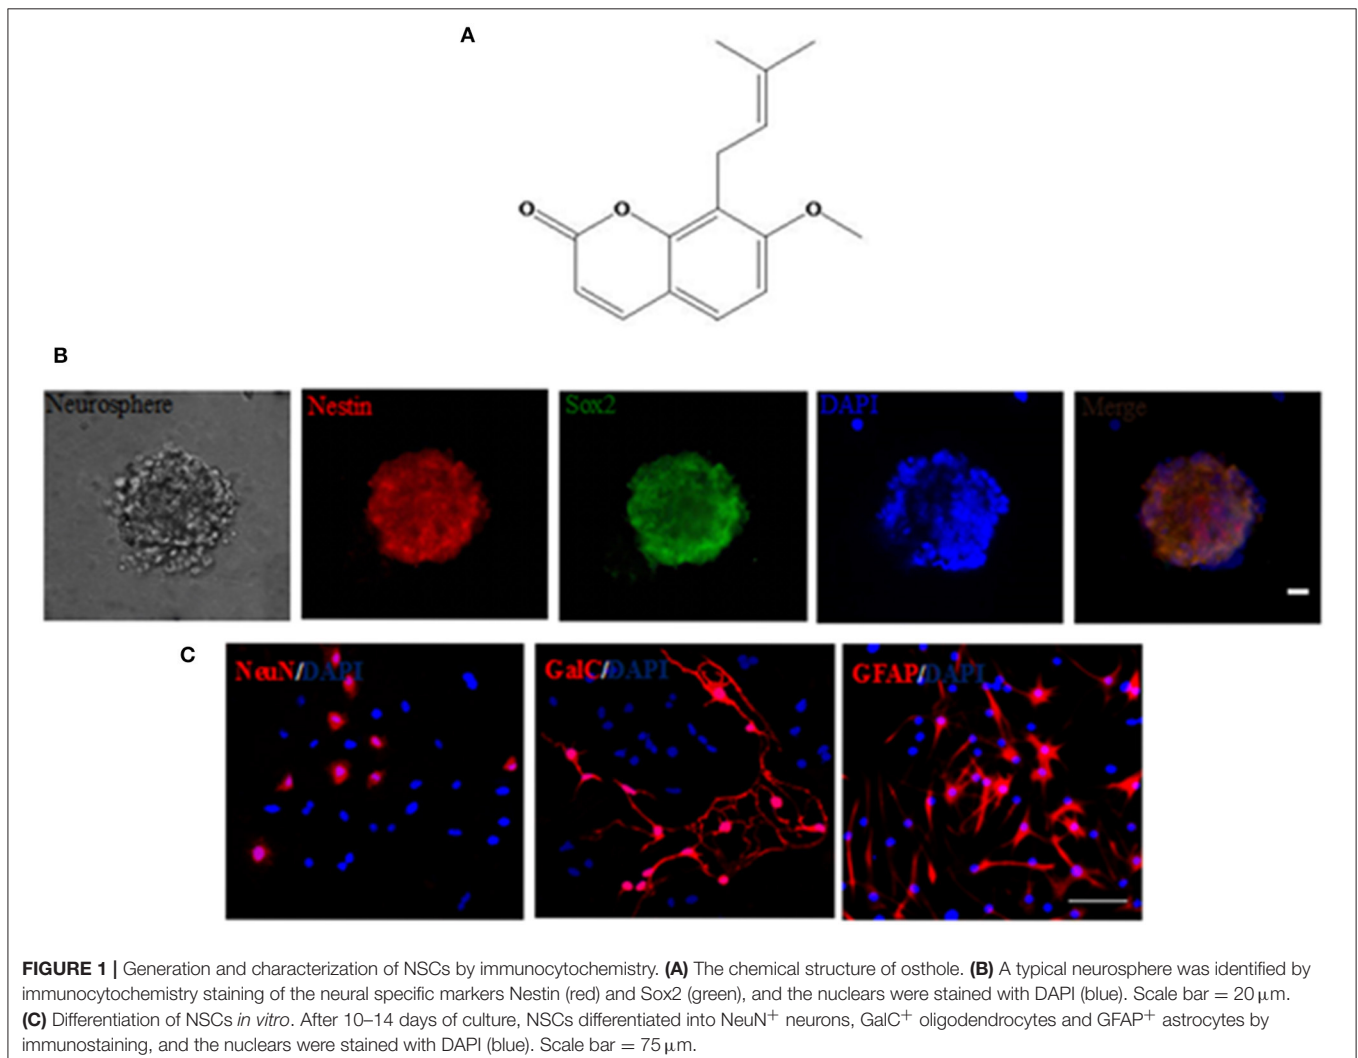 A
O
O
O
B
Neurosphere
Nestin
Sox2
DAPI
Merge
C
NeuN/DAPI
GalC/DAPI
GFAP/DAPI
FIGURE 1 | Generation and characterization of NSCs by immunocytochemistry. (A) The chemical structure of osthole. (B) A typical neurosphere was identified by
immunocytochemistry staining of the neural specific markers Nestin (red) and Sox2 (green), and the nuclears were stained with DAPI (blue). Scale bar = 20 μm.
(C) Differentiation of NSCs in vitro. After 10–14 days of culture, NSCs differentiated into NeuN+ neurons, GalC+ oligodendrocytes and GFAP+ astrocytes by
immunostaining, and the nuclears were stained with DAPI (blue). Scale bar = 75 μm.